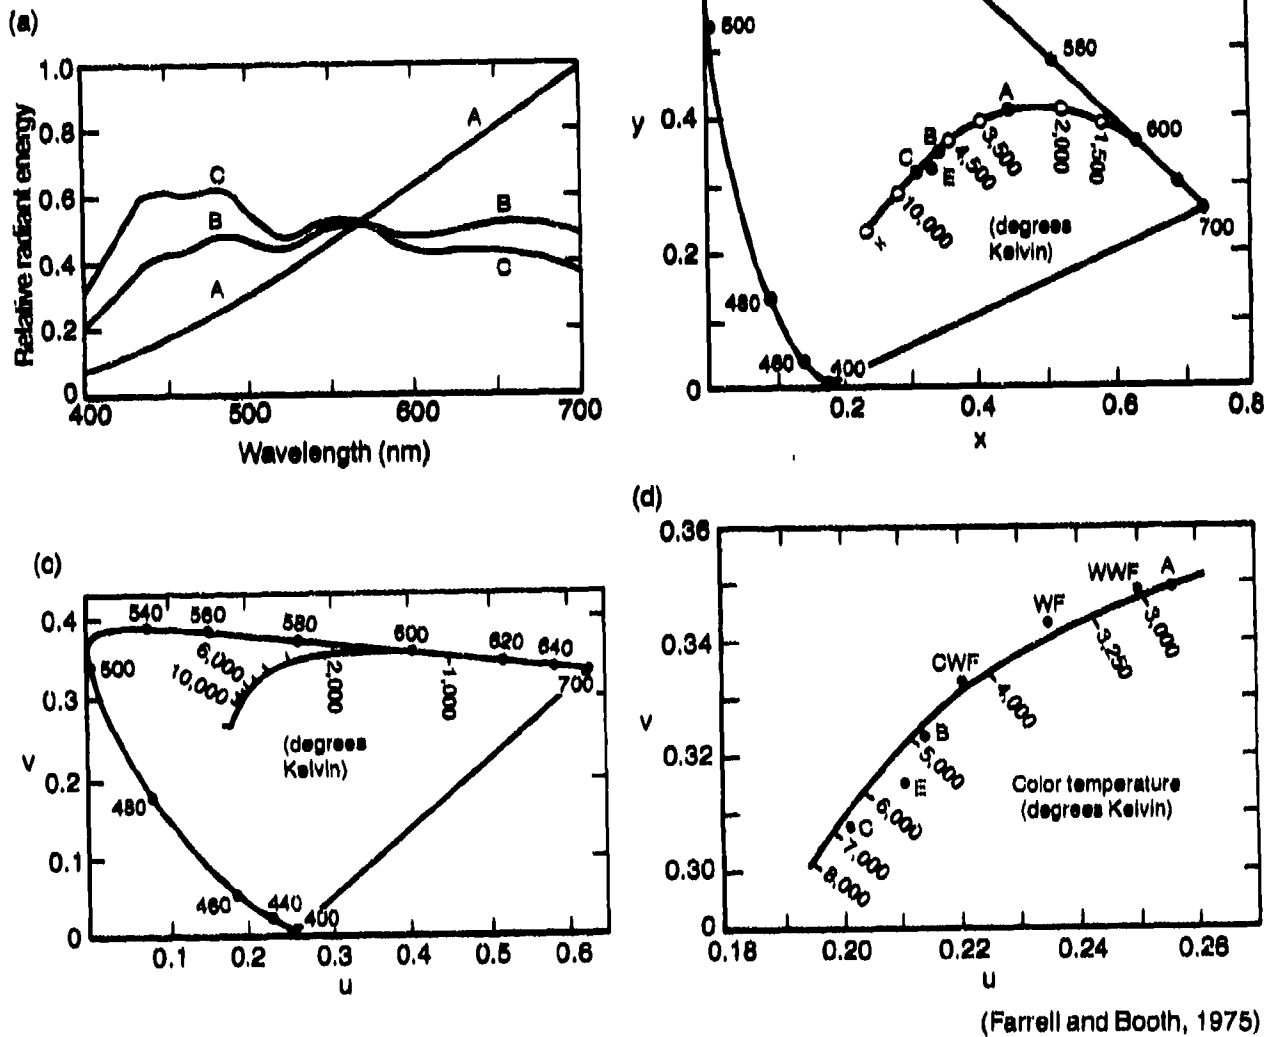 (a)
1.0
0.8
0.6
0.4
0.2
0
Relative radiant energy
A
C
B
B
C
A
400
500
600
700
Wavelength (nm)
500
560
y
0.4
0.2
0
A
B
C
E
600
3,500
4,500
2,000
1,500
10,000
(degrees
Kelvin)
700
480
460
400
0.2
0.4
0.6
0.8
x
(c)
0.4
0.3
0.2
0.1
0
v
540
560
580
600
620
640
500
700
6,000
10,000
2,000
1,000
(degrees
Kelvin)
480
460
440
400
0.1
0.2
0.3
0.4
0.5
0.6
u
(d)
0.36
0.34
0.32
0.30
0
v
WWF
A
WF
CWF
B
E
C
3,000
3,250
4,000
5,000
6,000
7,000
8,000
Color temperature
(degrees Kelvin)
0.18
0.20
0.22
0.24
0.26
u
(Farrell and Booth, 1975)